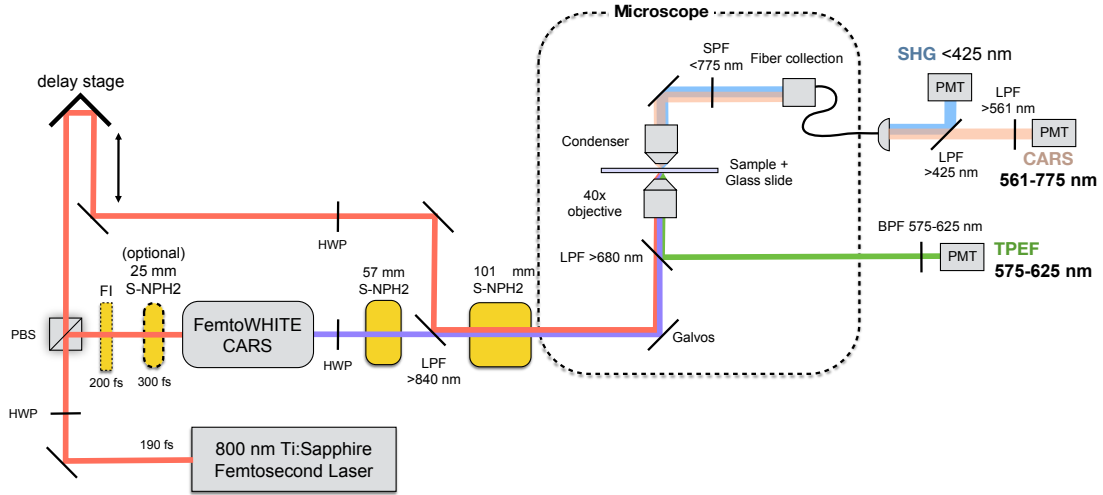 Microscope
delay stage
SPF
<775 nm
Fiber collection
SHG <425 nm
PMT
LPF
>561 nm
PMT
LPF
>425 nm
CARS
561-775 nm
Condenser
Sample +
Glass slide
40x
objective
HWP
(optional)
25 mm
S-NPH2
57 mm
S-NPH2
101 mm
S-NPH2
LPF >680 nm
BPF 575-625 nm
PMT
TPEF
575-625 nm
FI
PBS
FemtoWHITE
CARS
HWP
LPF
>840 nm
Galvos
200 fs
300 fs
HWP
190 fs
800 nm Ti:Sapphire
Femtosecond Laser